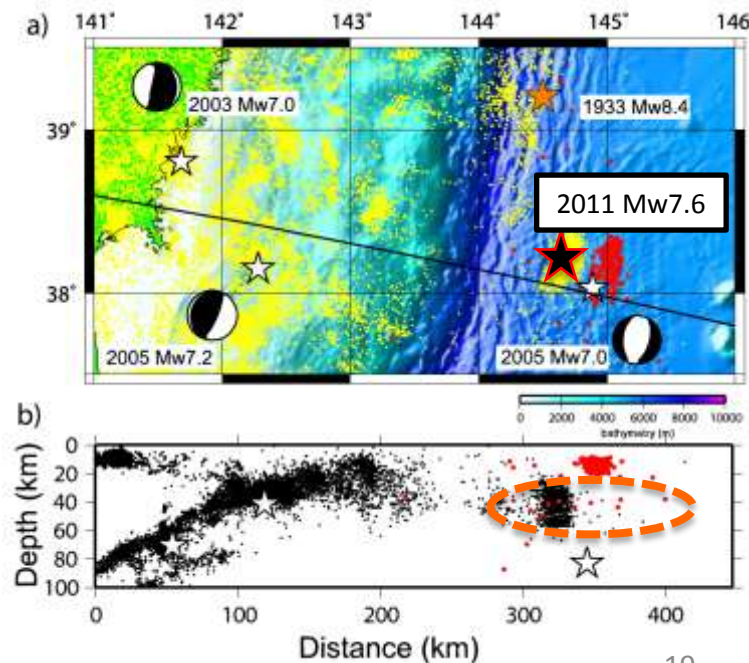 141° 142° 143° 144° 145° 146°
a)
2003 Mw7.0
1933 Mw8.4
39°
2011 Mw7.6
38°
2005 Mw7.2
2005 Mw7.0
0 2000 4000 6000 8000 10000
bathymetry (m)
b)
0
20
40
60
80
100
Depth (km)
0 100 200 300 400
Distance (km)